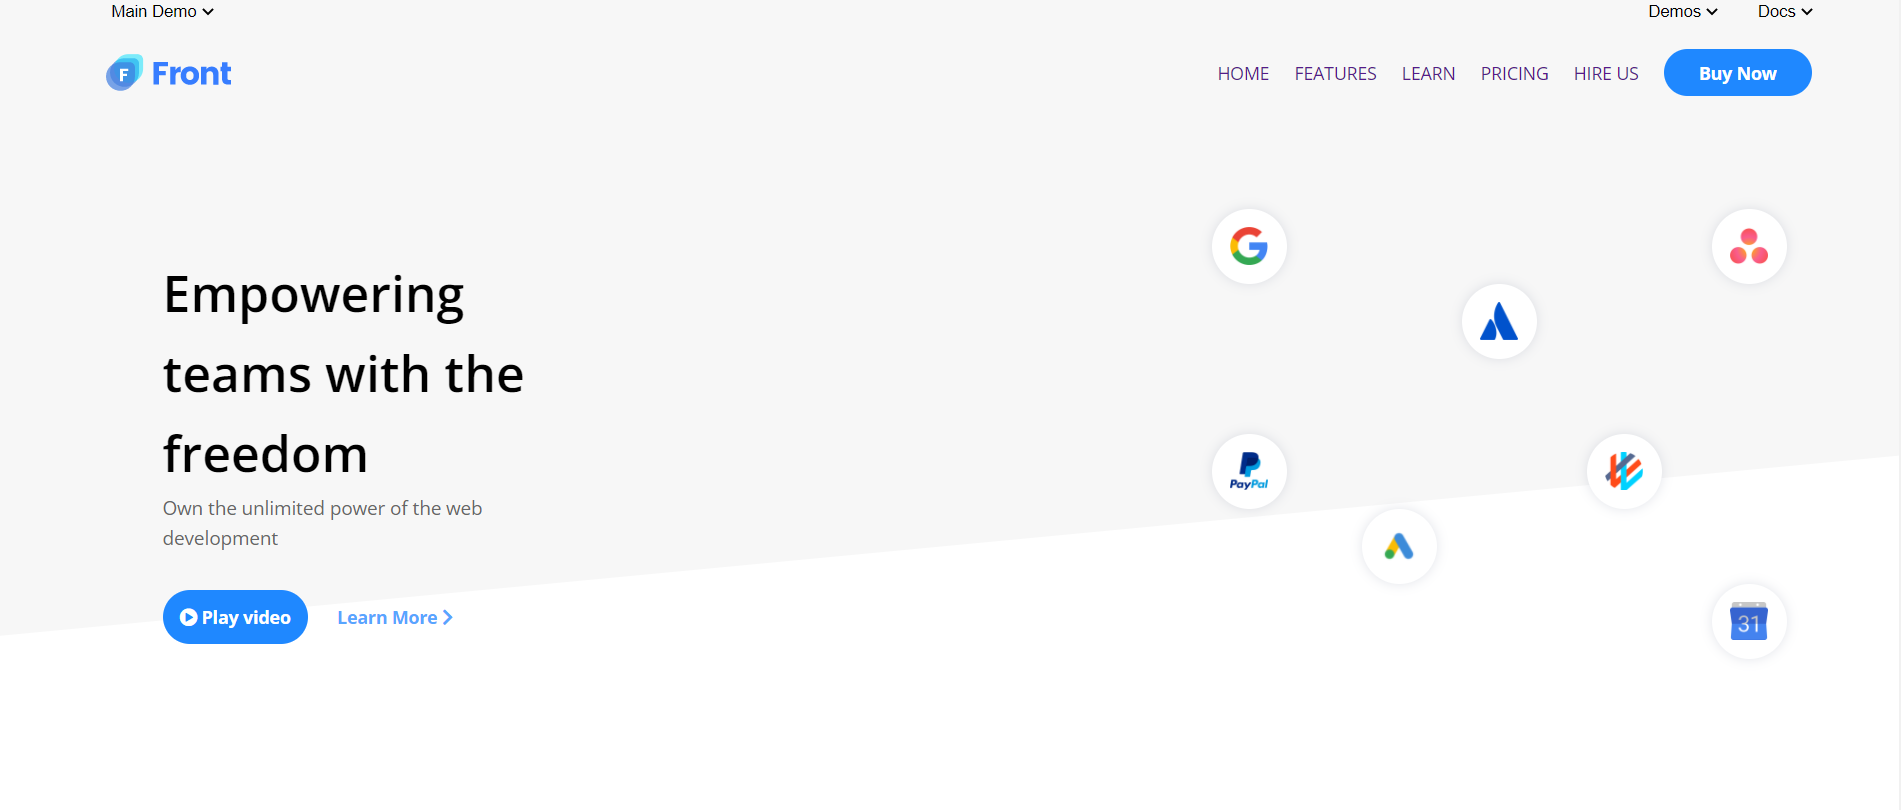 Main Demo
Demos
Docs
F Front
HOME
FEATURES
LEARN
PRICING
HIRE US
Buy Now
Empowering
teams with the
freedom
Own the unlimited power of the web
development
Play video
Learn More
G
PayPal
31